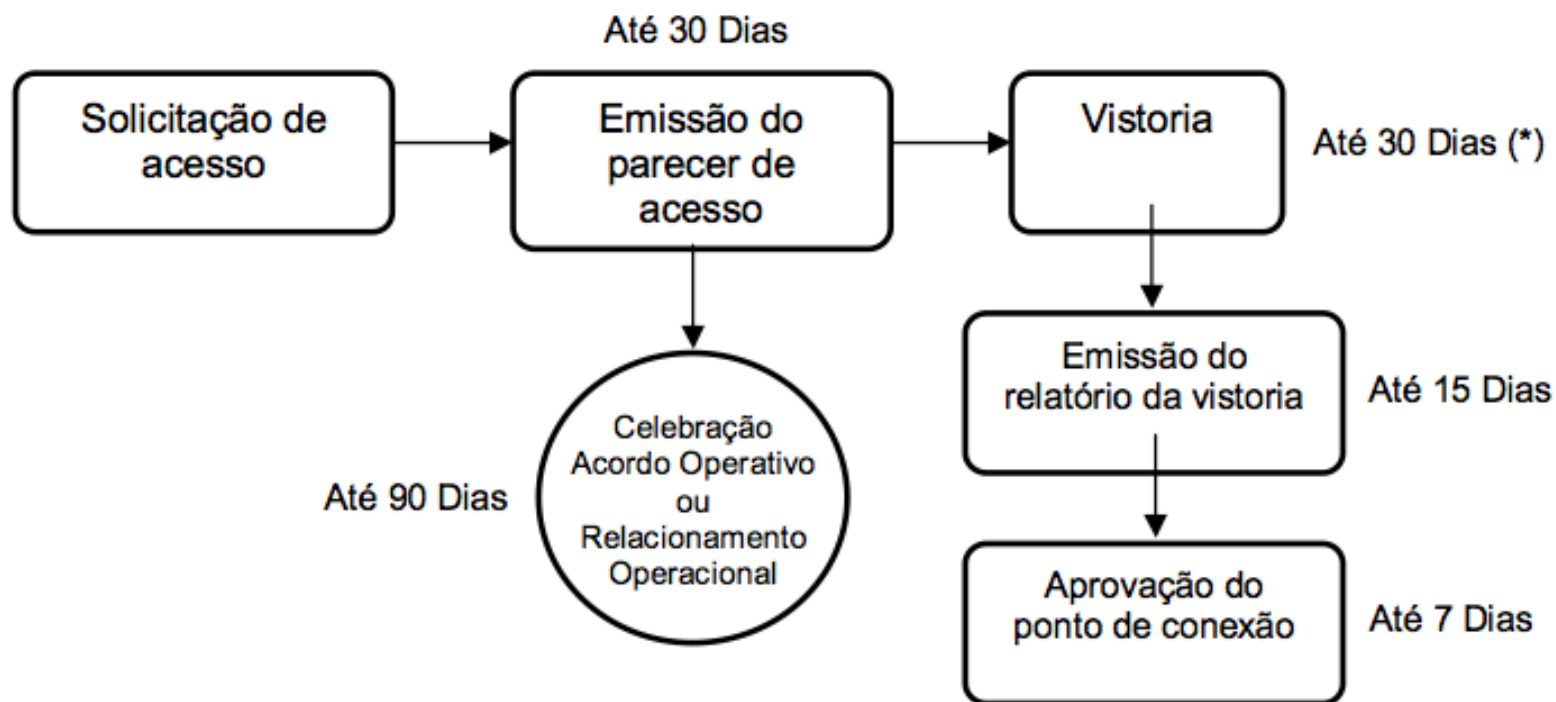 Até 30 Dias
Solicitação de
acesso
Emissão do
parecer de
acesso
Vistoria
Até 30 Dias (*)
Emissão do
relatório da vistoria
Até 15 Dias
Celebração
Acordo Operativo
ou
Relacionamento
Operacional
Até 90 Dias
Aprovação do
ponto de conexão
Até 7 Dias